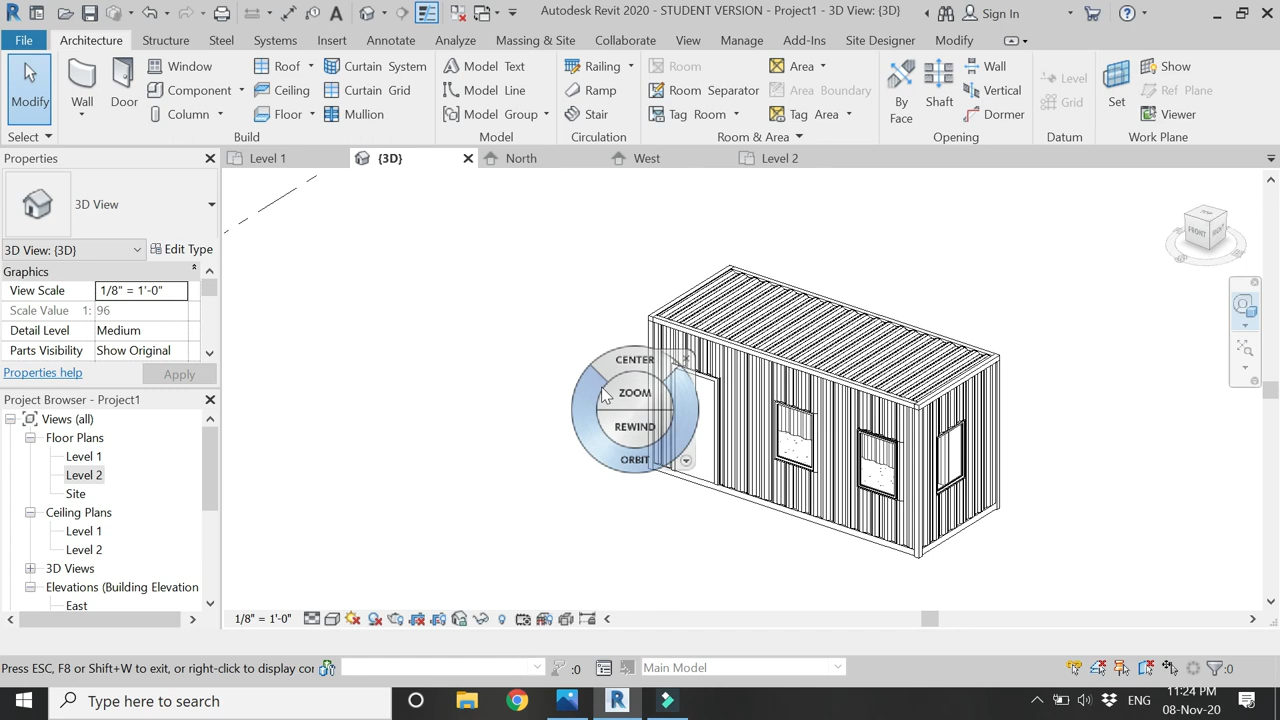 Autodesk Revit 2020 - STUDENT VERSION - Project1 - 3D View: {3D}
Sign In
File Architecture Structure Steel Systems Insert Annotate Analyze Massing & Site Collaborate View Manage Add-Ins Site Designer Modify
Modify
Wall
Door
Window
Component
Column
Roof
Ceiling
Floor
Curtain System
Curtain Grid
Mullion
Model Text
Model Line
Model Group
Railing
Ramp
Stair
Room
Room Separator
Tag Room
Area
Area Boundary
Tag Area
By
Face
Shaft
Wall
Vertical
Dormer
Level
Grid
Set
Show
Ref Plane
Viewer
Select Build Model Circulation Room & Area Opening Datum Work Plane
Properties
Level 1 {3D} North West Level 2
3D View
3D View: {3D} Edit Type
Graphics
View Scale 1/8" = 1'-0"
Scale Value 1: 96
Detail Level Medium
Parts Visibility Show Original
Properties help Apply
Project Browser - Project1
Views (all)
Floor Plans
Level 1
Level 2
Site
Ceiling Plans
Level 1
Level 2
3D Views
Elevations (Building Elevation
East
CENTER
ZOOM
REWIND
ORBIT
TOP
FRONT
1/8" = 1'-0"
Press ESC, F8 or Shift+W to exit, or right-click to display cor
:0
Main Model
:0
Type here to search
ENG
11:24 PM
08-Nov-20